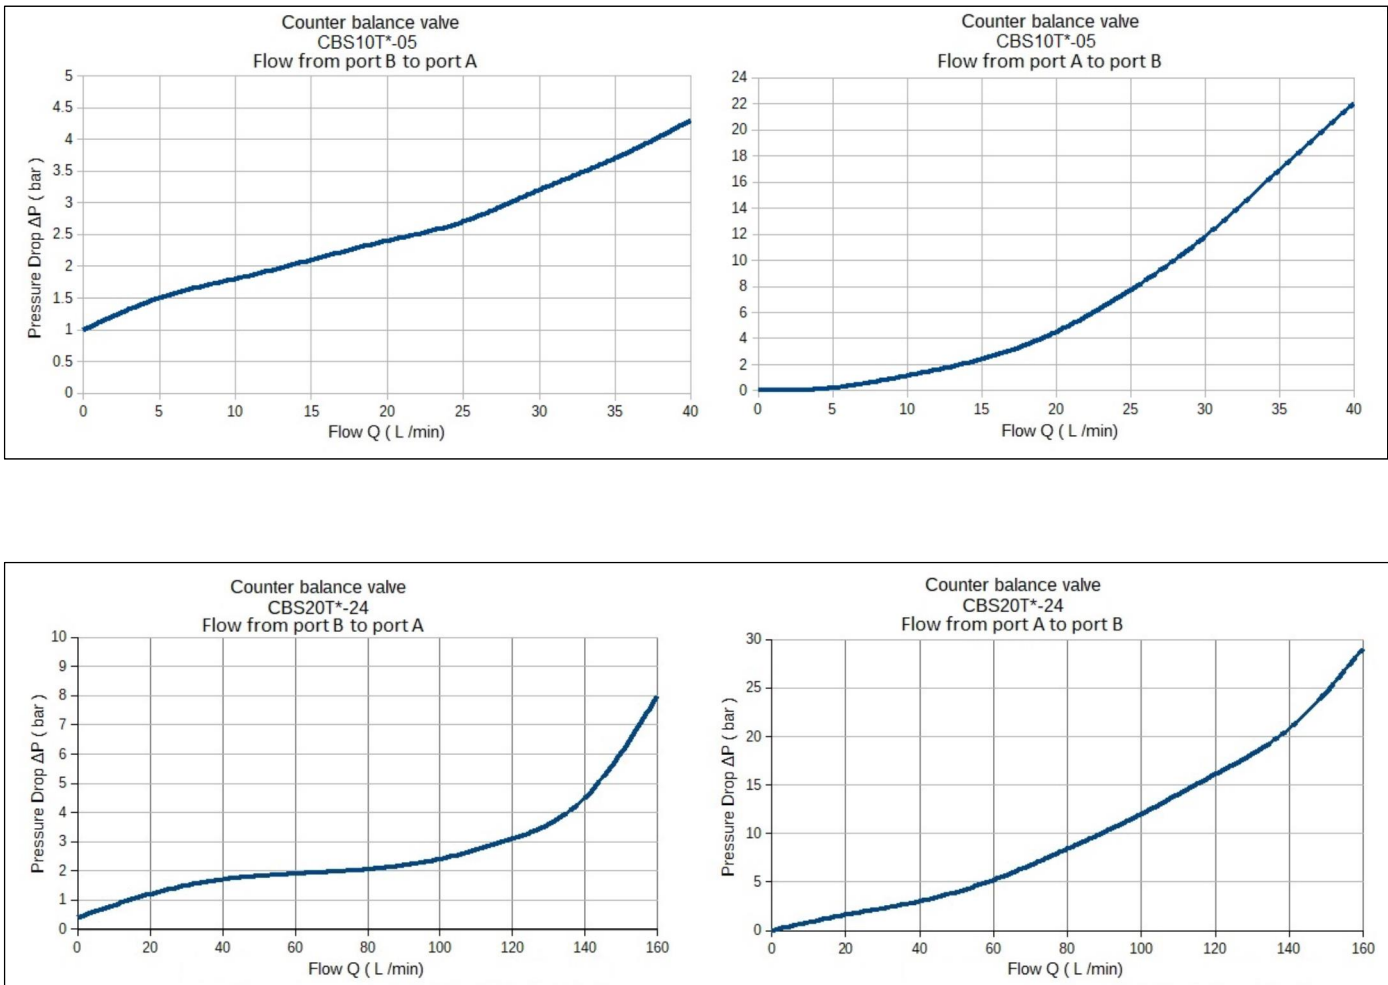 Counter balance valve
CBS10T*-05
Flow from port B to port A
5
4.5
4
3.5
3
2.5
2
1.5
1
0.5
0
Pressure Drop ΔP ( bar )
0 5 10 15 20 25 30 35 40
Flow Q ( L /min)
Counter balance valve
CBS10T*-05
Flow from port A to port B
24
22
20
18
16
14
12
10
8
6
4
2
0
0 5 10 15 20 25 30 35 40
Flow Q ( L /min)
Counter balance valve
CBS20T*-24
Flow from port B to port A
10
9
8
7
6
5
4
3
2
1
0
Pressure Drop ΔP ( bar )
0 20 40 60 80 100 120 140 160
Flow Q ( L /min)
Counter balance valve
CBS20T*-24
Flow from port A to port B
30
25
20
15
10
5
0
Pressure Drop ΔP ( bar )
0 20 40 60 80 100 120 140 160
Flow Q ( L /min)